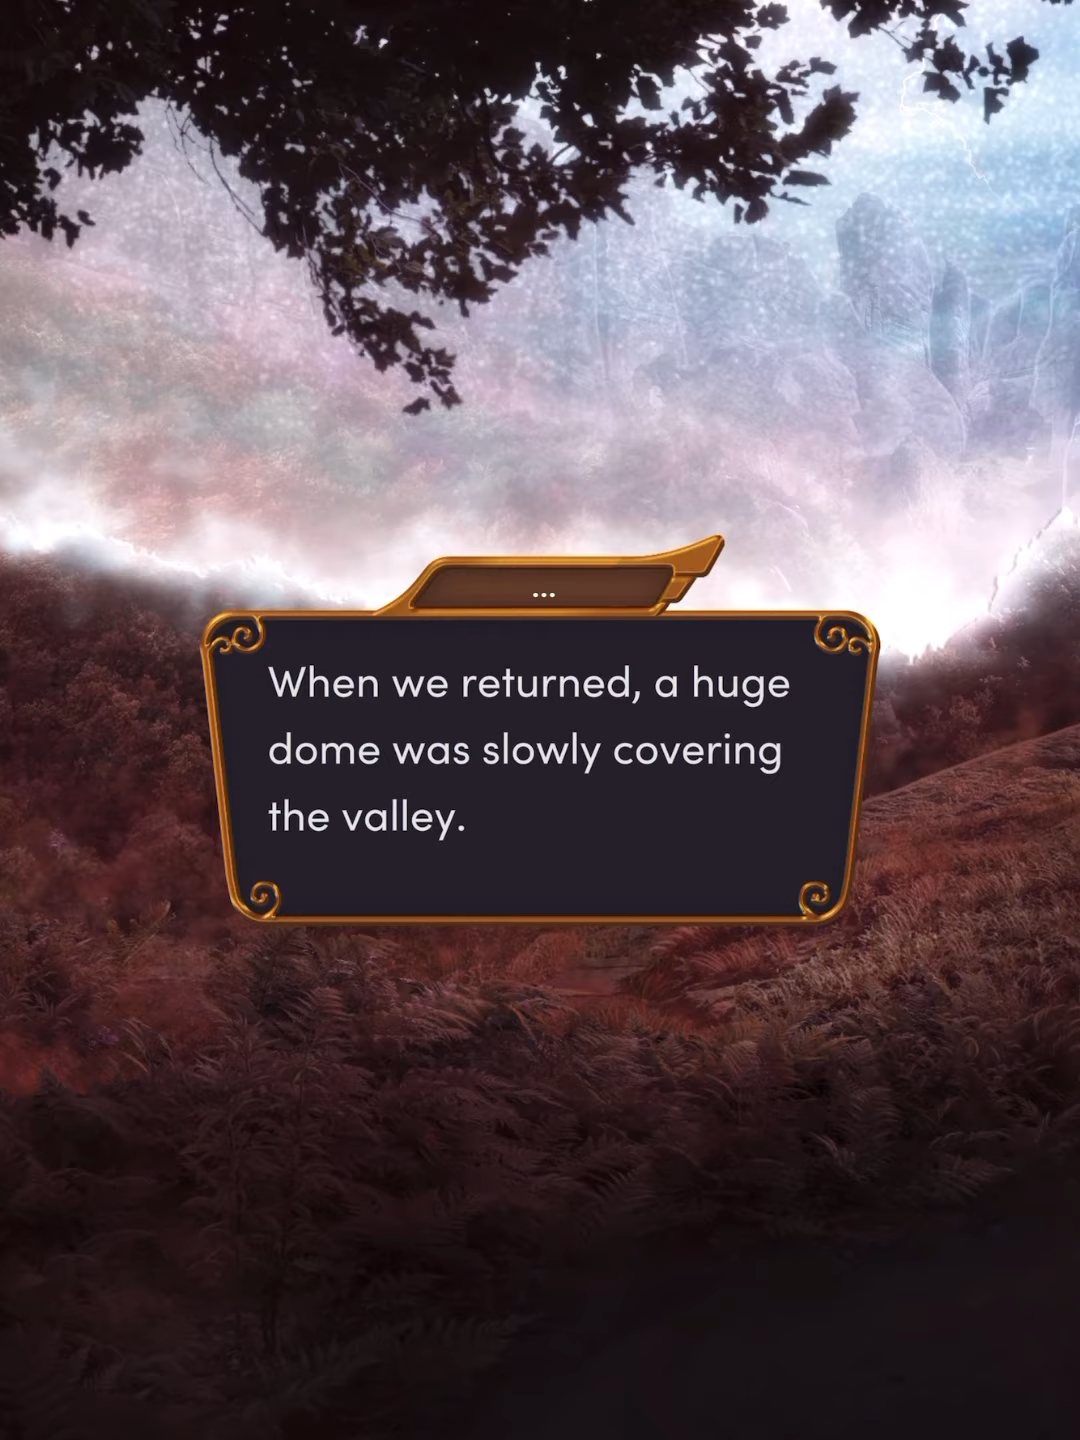 ...
When we returned, a huge
dome was slowly covering
the valley.